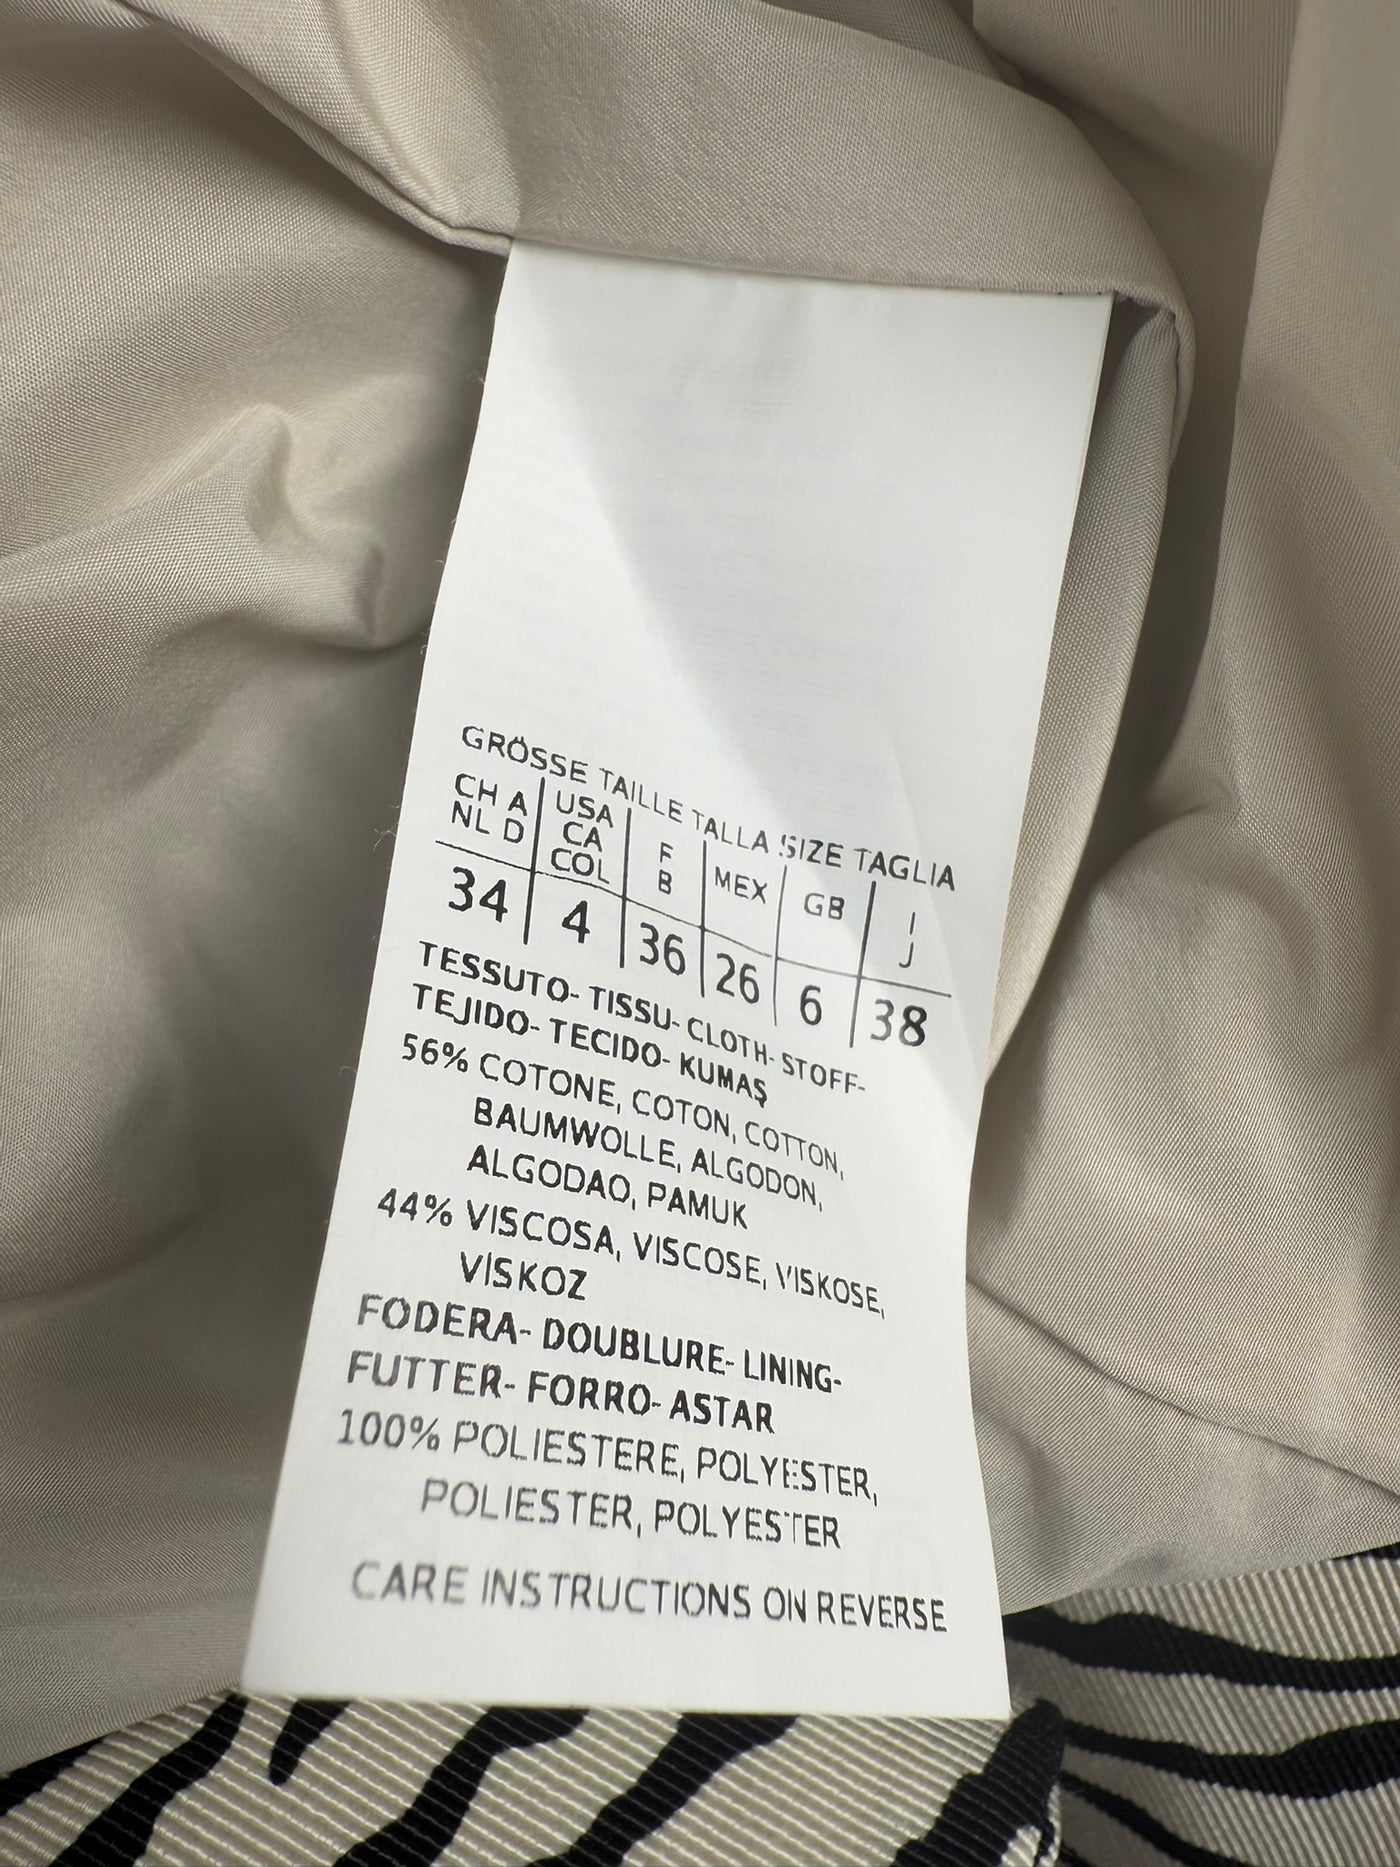 GRÖSSE TAILLE TALLA SIZE TAGLIA
CH A USA F MEX GB I
NL D CA B J
COL
34 4 36 26 6 38
TESSUTO- TISSU- CLOTH- STOFF-
TEJIDO- TECIDO- KUMAŞ
56% COTONE, COTON, COTTON,
BAUMWOLLE, ALGODON,
ALGODAO, PAMUK
44% VISCOSA, VISCOSE, VISKOSE,
VİSKOZ
FODERA- DOUBLURE- LINING-
FUTTER- FORRO- ASTAR
100% POLIESTERE, POLYESTER,
POLIESTER, POLYESTER
CARE INSTRUCTIONS ON REVERSE